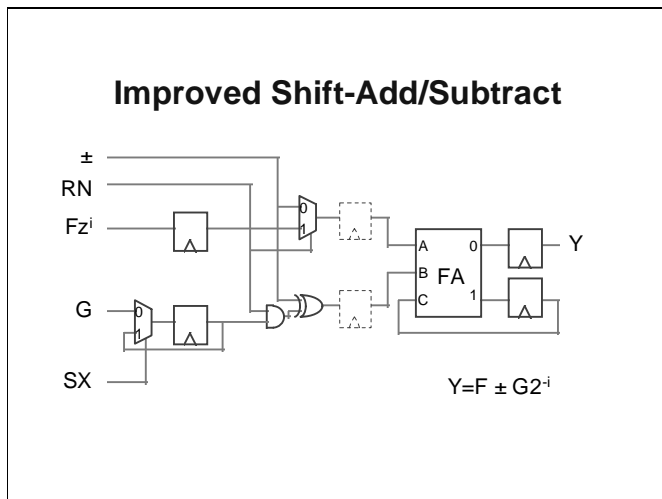 Improved Shift-Add/Subtract
±
RN
Fzⁱ
0
1
A
B
C
FA
0
1
Y
G
0
1
SX
Y=F ± G2⁻ⁱ